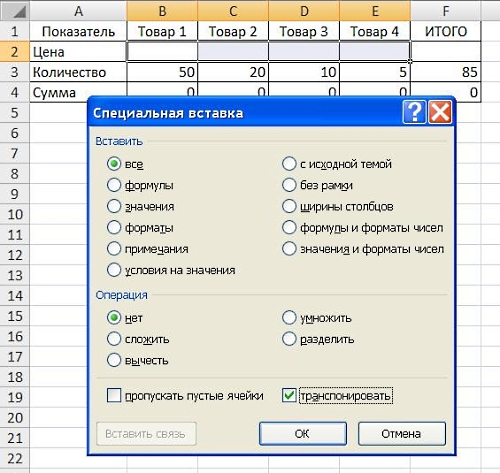 A B C D E F
1 Показатель Товар 1 Товар 2 Товар 3 Товар 4 ИТОГО
2 Цена
3 Количество 50 20 10 5 85
4 Сумма 0 0 0 0 0
5
6
7
8
9
10
11
12
13
14
15
16
17
18
19
20
21
22
Специальная вставка ?
Вставить
все с исходной темой
формулы без рамки
значения ширины столбцов
форматы формулы и форматы чисел
примечания значения и форматы чисел
условия на значения
Операция
нет умножить
сложить разделить
вычесть
пропускать пустые ячейки транспонировать
Вставить связь ОК Отмена